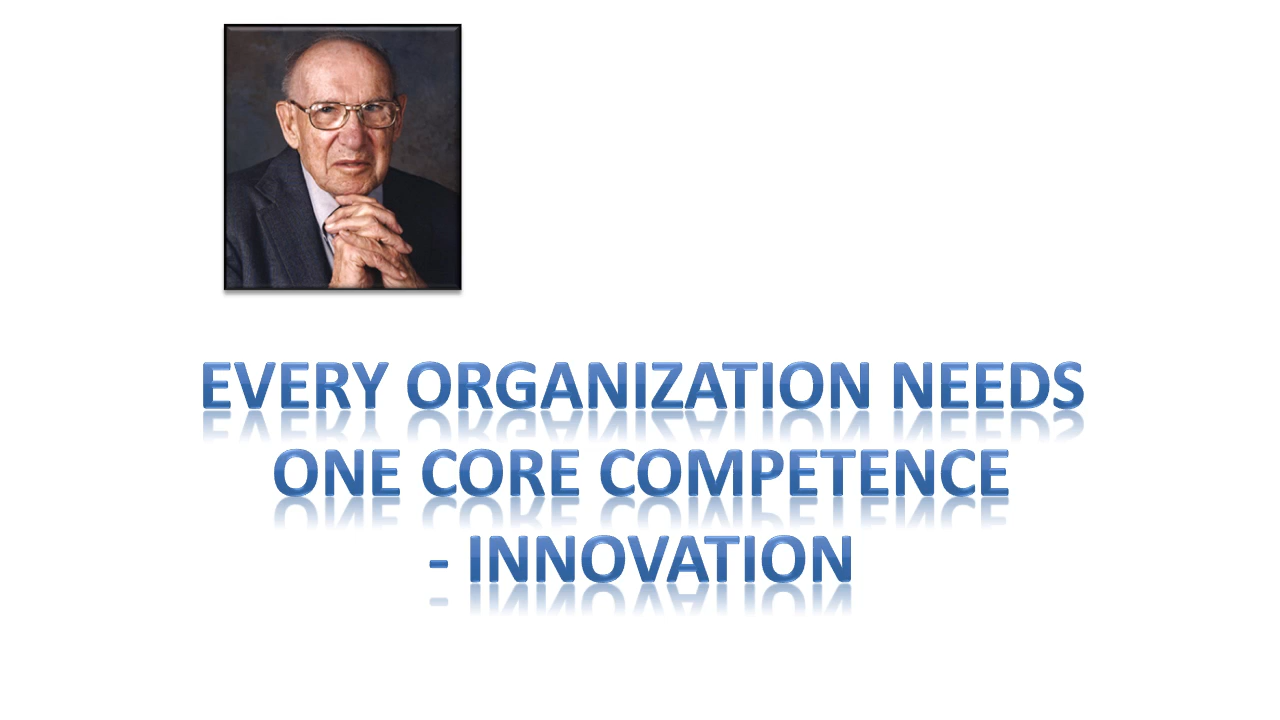 EVERY ORGANIZATION NEEDS
ONE CORE COMPETENCE
- INNOVATION